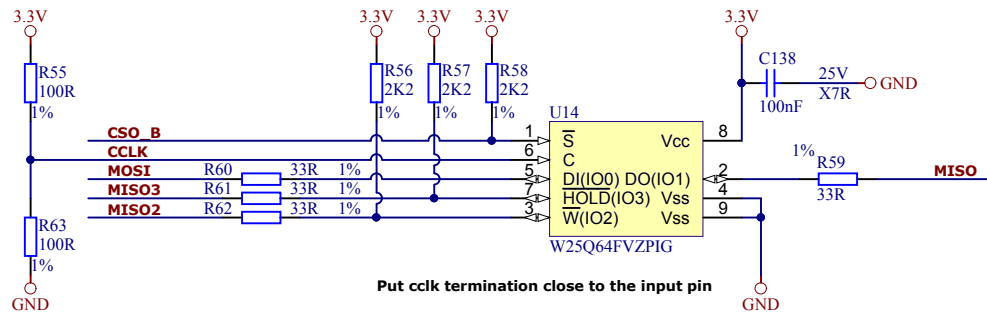 3.3V 3.3V 3.3V 3.3V 3.3V
R55
100R
1%
R56
2K2
1%
R57
2K2
1%
R58
2K2
1%
C138
100nF
25V
X7R
GND
U14
CSO_B 1 S Vcc 8
CCLK 6 C
MOSI R60 33R 1% 5 DI(IO0) DO(IO1) 2 1% R59 33R MISO
MISO3 R61 33R 1% 7 HOLD(IO3) Vss 4
MISO2 R62 33R 1% 3 W(IO2) Vss 9
W25Q64FVZPIG
R63
100R
1%
GND
Put cclk termination close to the input pin
GND